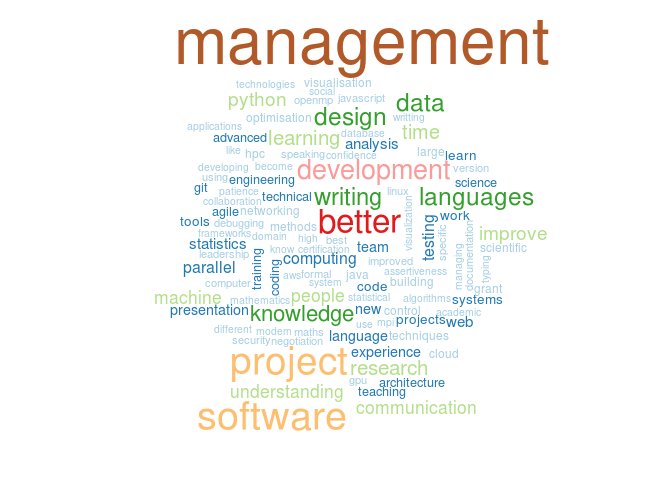 management
technologies visualisation
social
python openmp javascript data
optimisation design writting
applications
advanced learning database time
analysis
like hpc speaking confidence large learn
developing become development version
using engineering science
git patience technical writing linux languages
collaboration
agile networking better visualization work
tools debugging methods testing specific documentation improve
frameworks domain high best
statistics know certification team scientific
leadership training coding computing improved managing typing
parallel aws formal java assertiveness
computer system code building grant
machine mathematics people statistical algorithms systems
presentation knowledge new control academic
use mpi projects web
different modern maths
security negotiation language techniques
project experience cloud
research
gpu architecture
understanding teaching
software communication